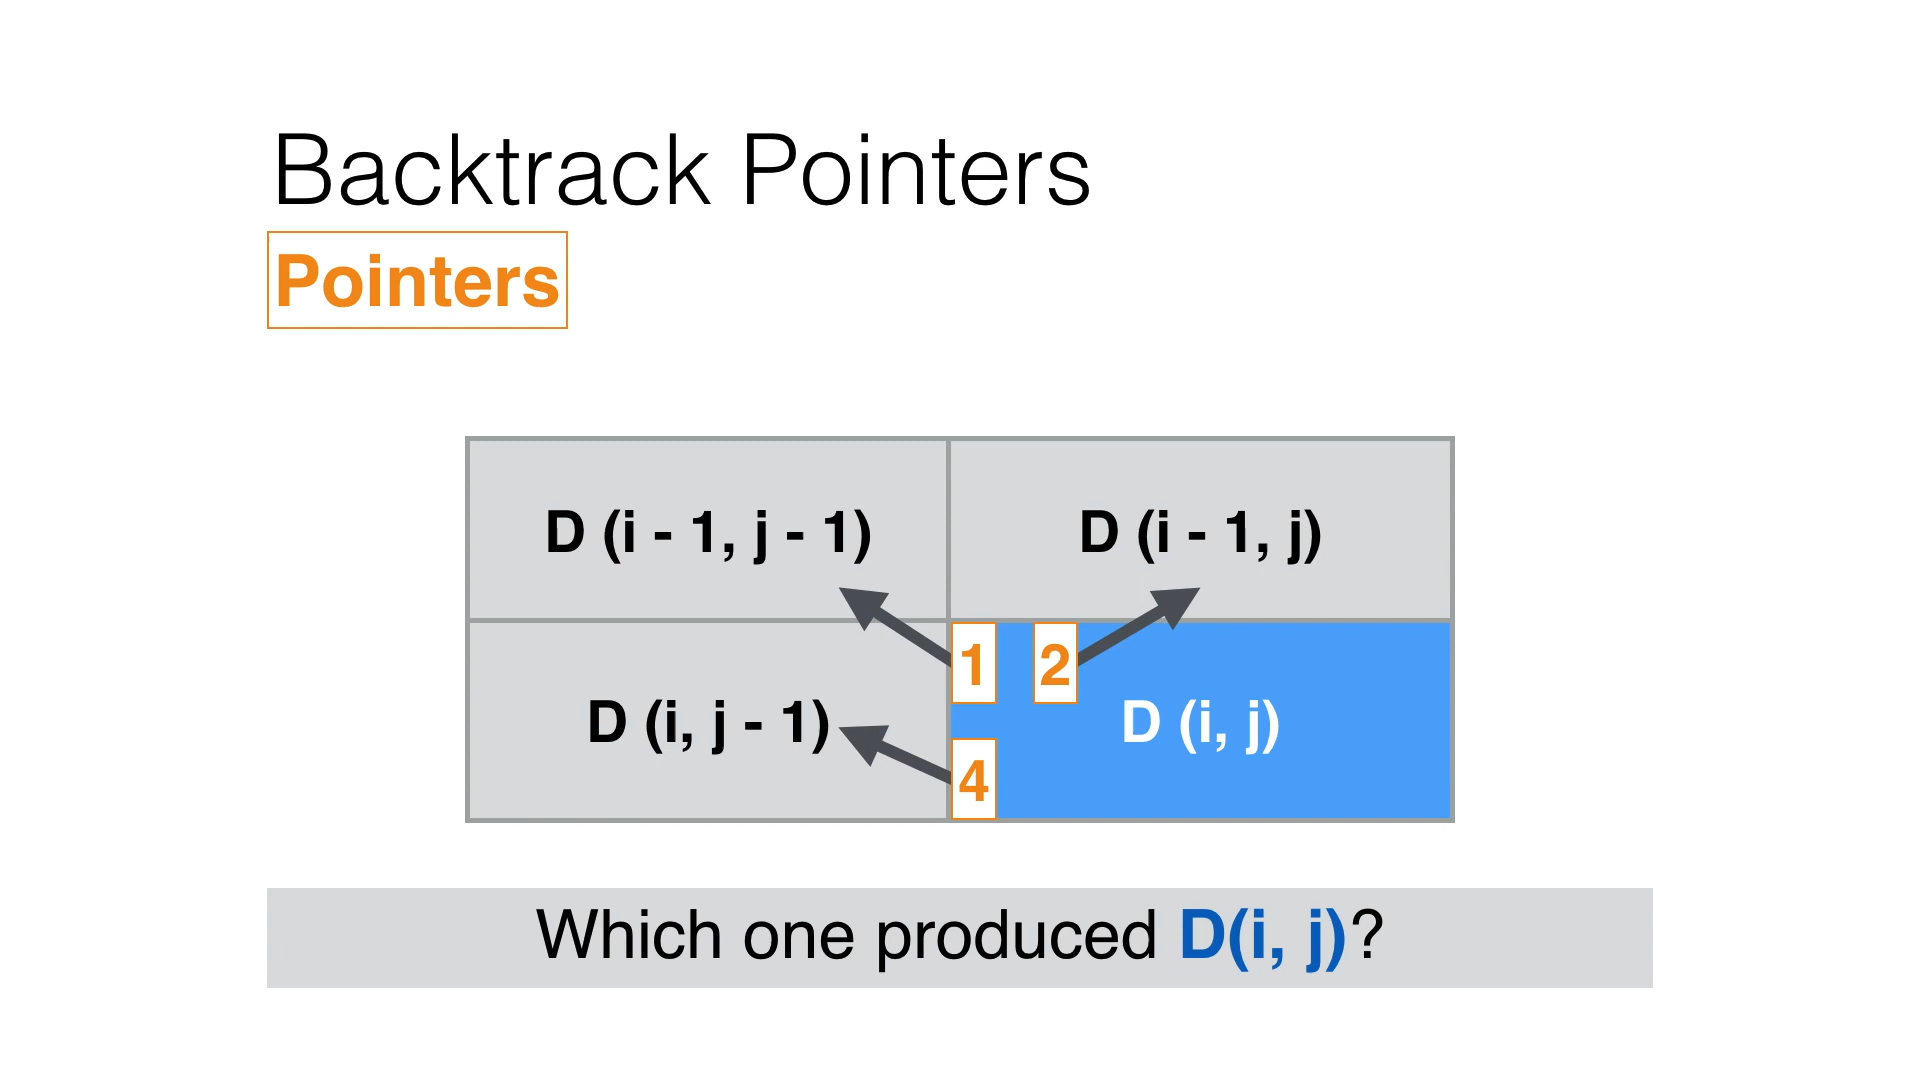 Backtrack Pointers
Pointers
D (i - 1, j - 1)
D (i - 1, j)
1
2
D (i, j - 1)
D (i, j)
4
Which one produced D(i, j)?